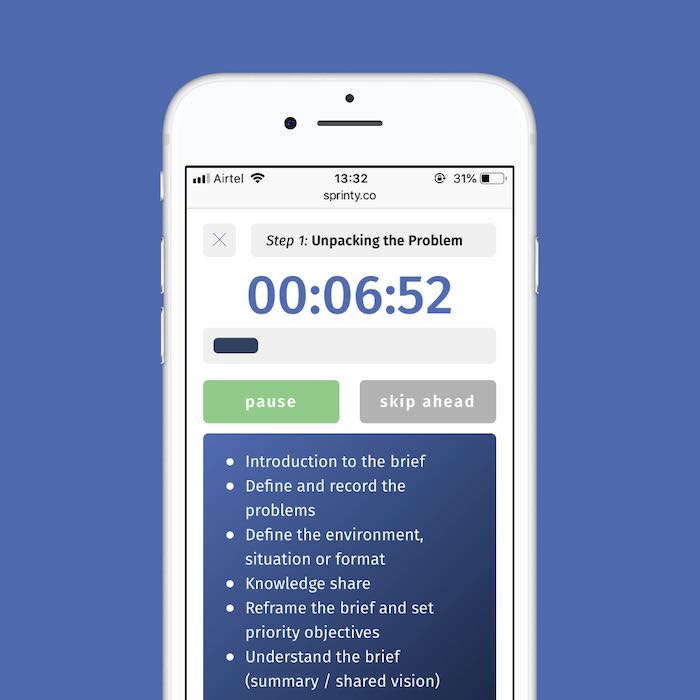 Airtel 13:32 31%
sprinty.co
Step 1: Unpacking the Problem
00:06:52
pause skip ahead
• Introduction to the brief
• Define and record the
problems
• Define the environment,
situation or format
• Knowledge share
• Reframe the brief and set
priority objectives
• Understand the brief
(summary / shared vision)